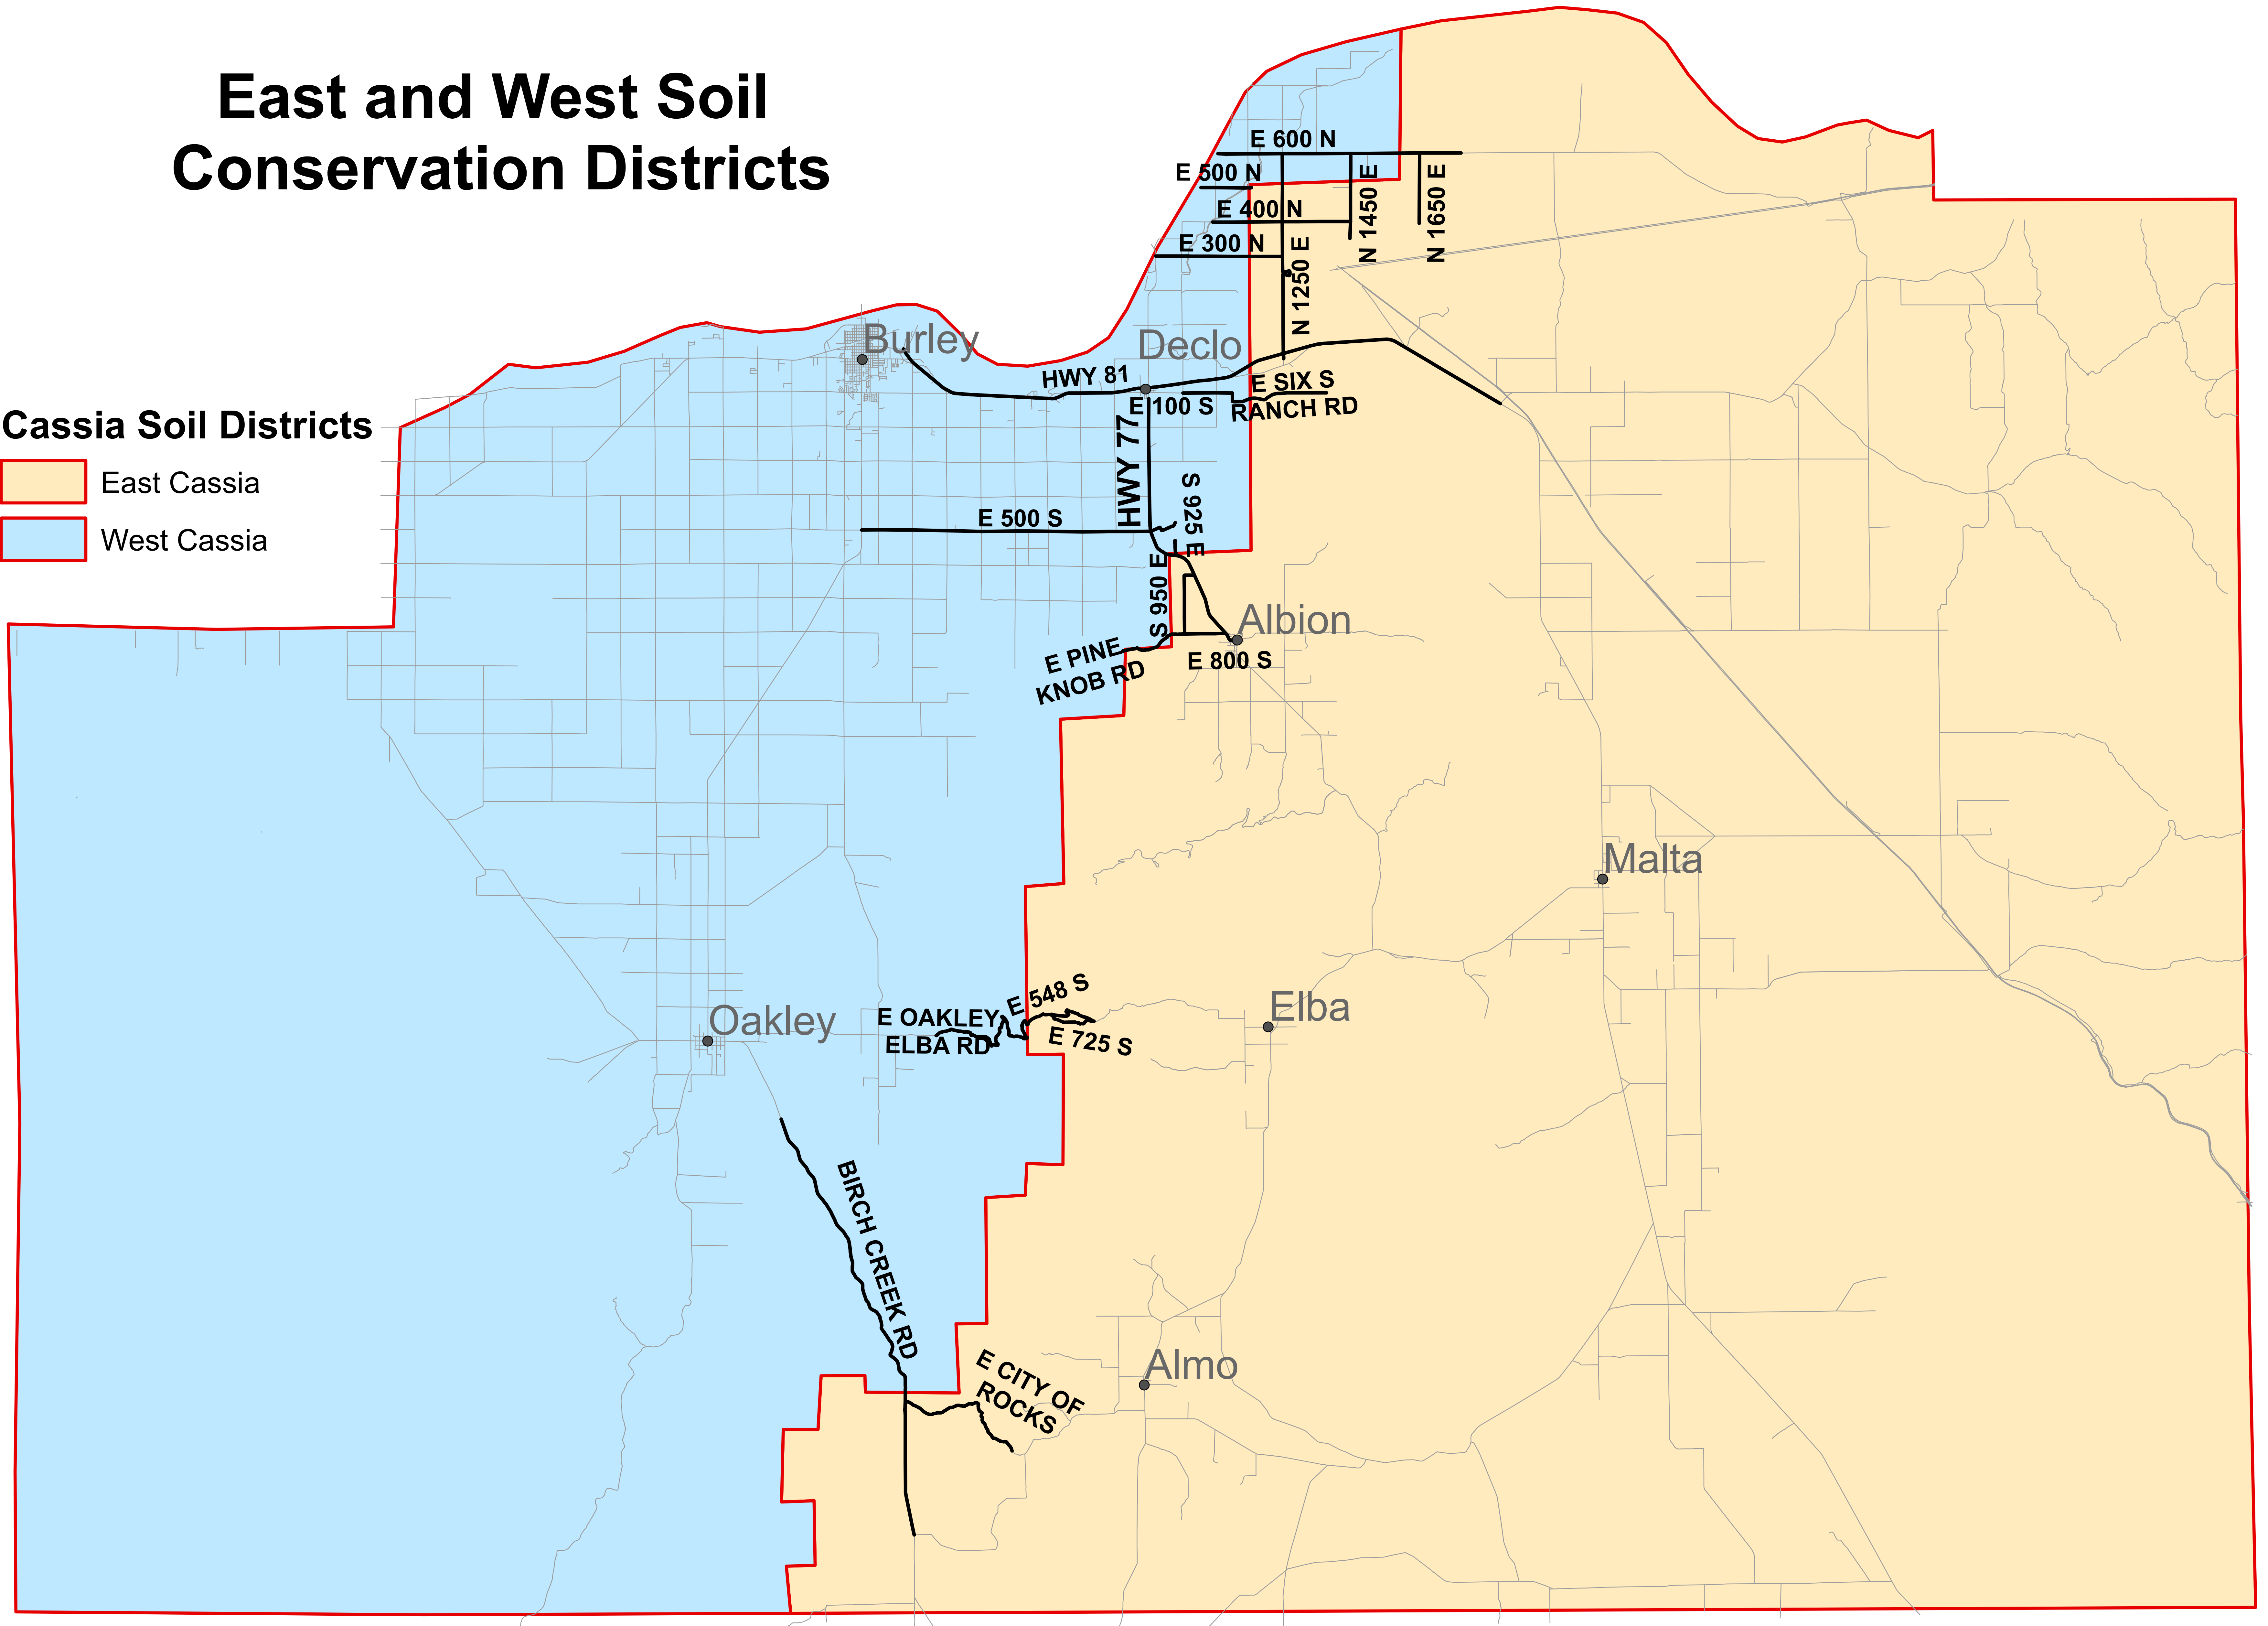 East and West Soil
Conservation Districts
Cassia Soil Districts
East Cassia
West Cassia
E 600 N
E 500 N
E 400 N
E 300 N
N 1250 E
N 1450 E
N 1650 E
Burley
Declo
HWY 81
E SIX S
RANCH RD
E 100 S
HWY 77
S 925 E
E 500 S
S 950 E
Albion
E PINE
KNOB RD
E 800 S
Malta
Oakley
E OAKLEY
ELBA RD
E 548 S
E 725 S
Elba
BIRCH CREEK RD
E CITY OF
ROCKS
Almo